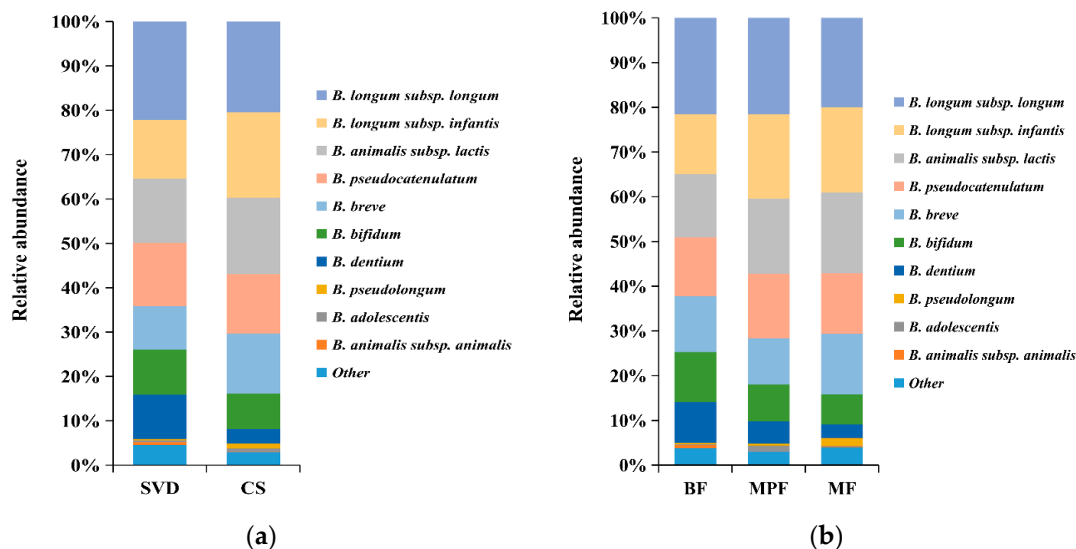 Relative abundance
100%
90%
80%
70%
60%
50%
40%
30%
20%
10%
0%
SVD
CS
B. longum subsp. longum
B. longum subsp. infantis
B. animalis subsp. lactis
B. pseudocatenulatum
B. breve
B. bifidum
B. dentium
B. pseudolongum
B. adolescentis
B. animalis subsp. animalis
Other
(a)
Relative abundance
100%
90%
80%
70%
60%
50%
40%
30%
20%
10%
0%
BF
MPF
MF
B. longum subsp. longum
B. longum subsp. infantis
B. animalis subsp. lactis
B. pseudocatenulatum
B. breve
B. bifidum
B. dentium
B. pseudolongum
B. adolescentis
B. animalis subsp. animalis
Other
(b)